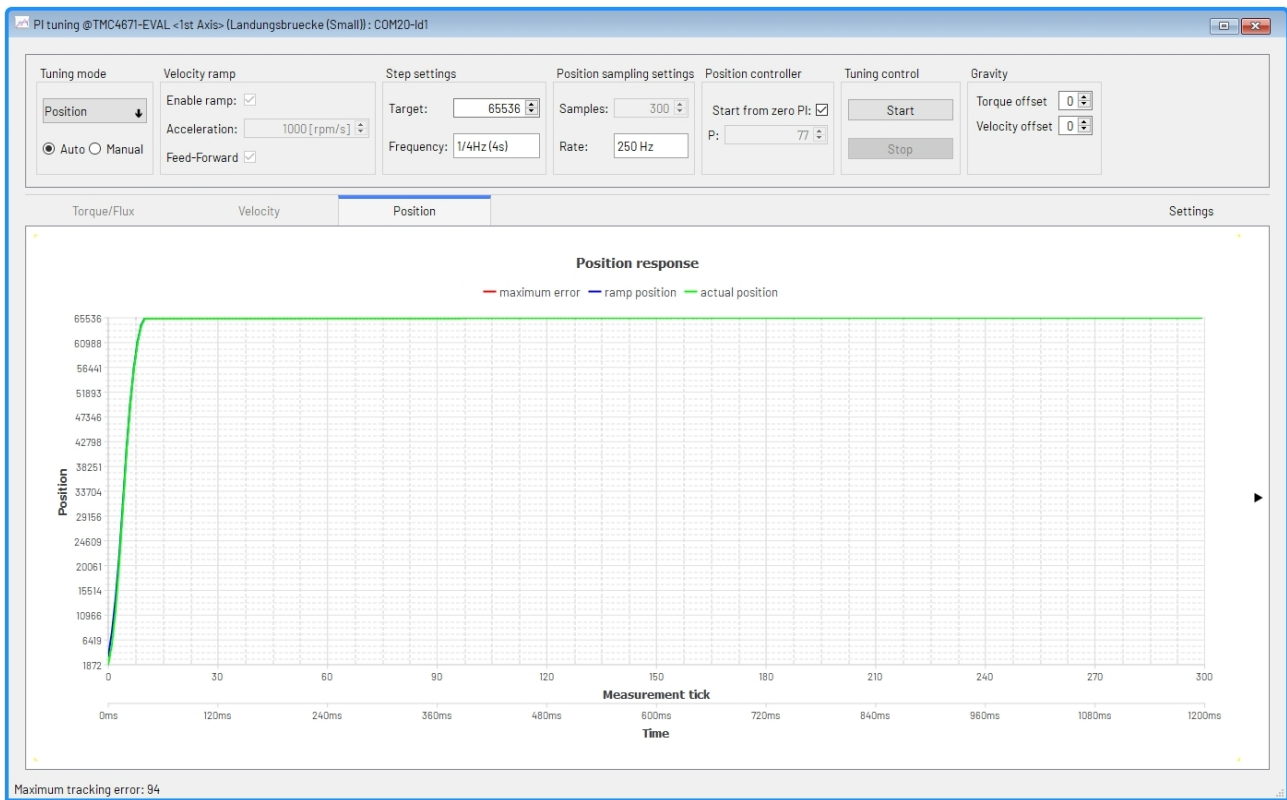 PI tuning @TMC4671-EVAL <1st Axis> (Landungsbruecke (Small)) : COM20-Id1
Tuning mode
Velocity ramp
Step settings
Position sampling settings
Position controller
Tuning control
Gravity
Position
Enable ramp:
Target: 65536
Samples: 300
Start from zero PI:
Start
Torque offset 0
Acceleration: 1000 [rpm/s]
P: 77
Velocity offset 0
Auto Manual
Feed-Forward
Frequency: 1/4Hz (4s)
Rate: 250 Hz
Stop
Torque/Flux
Velocity
Position
Settings
Position response
maximum error ramp position actual position
65536
60988
56441
51893
47346
42798
38251
33704
29156
24609
20061
15514
10966
6419
1872
Position
0 30 60 90 120 150 180 210 240 270 300
Measurement tick
0ms 120ms 240ms 360ms 480ms 600ms 720ms 840ms 960ms 1080ms 1200ms
Time
Maximum tracking error: 94